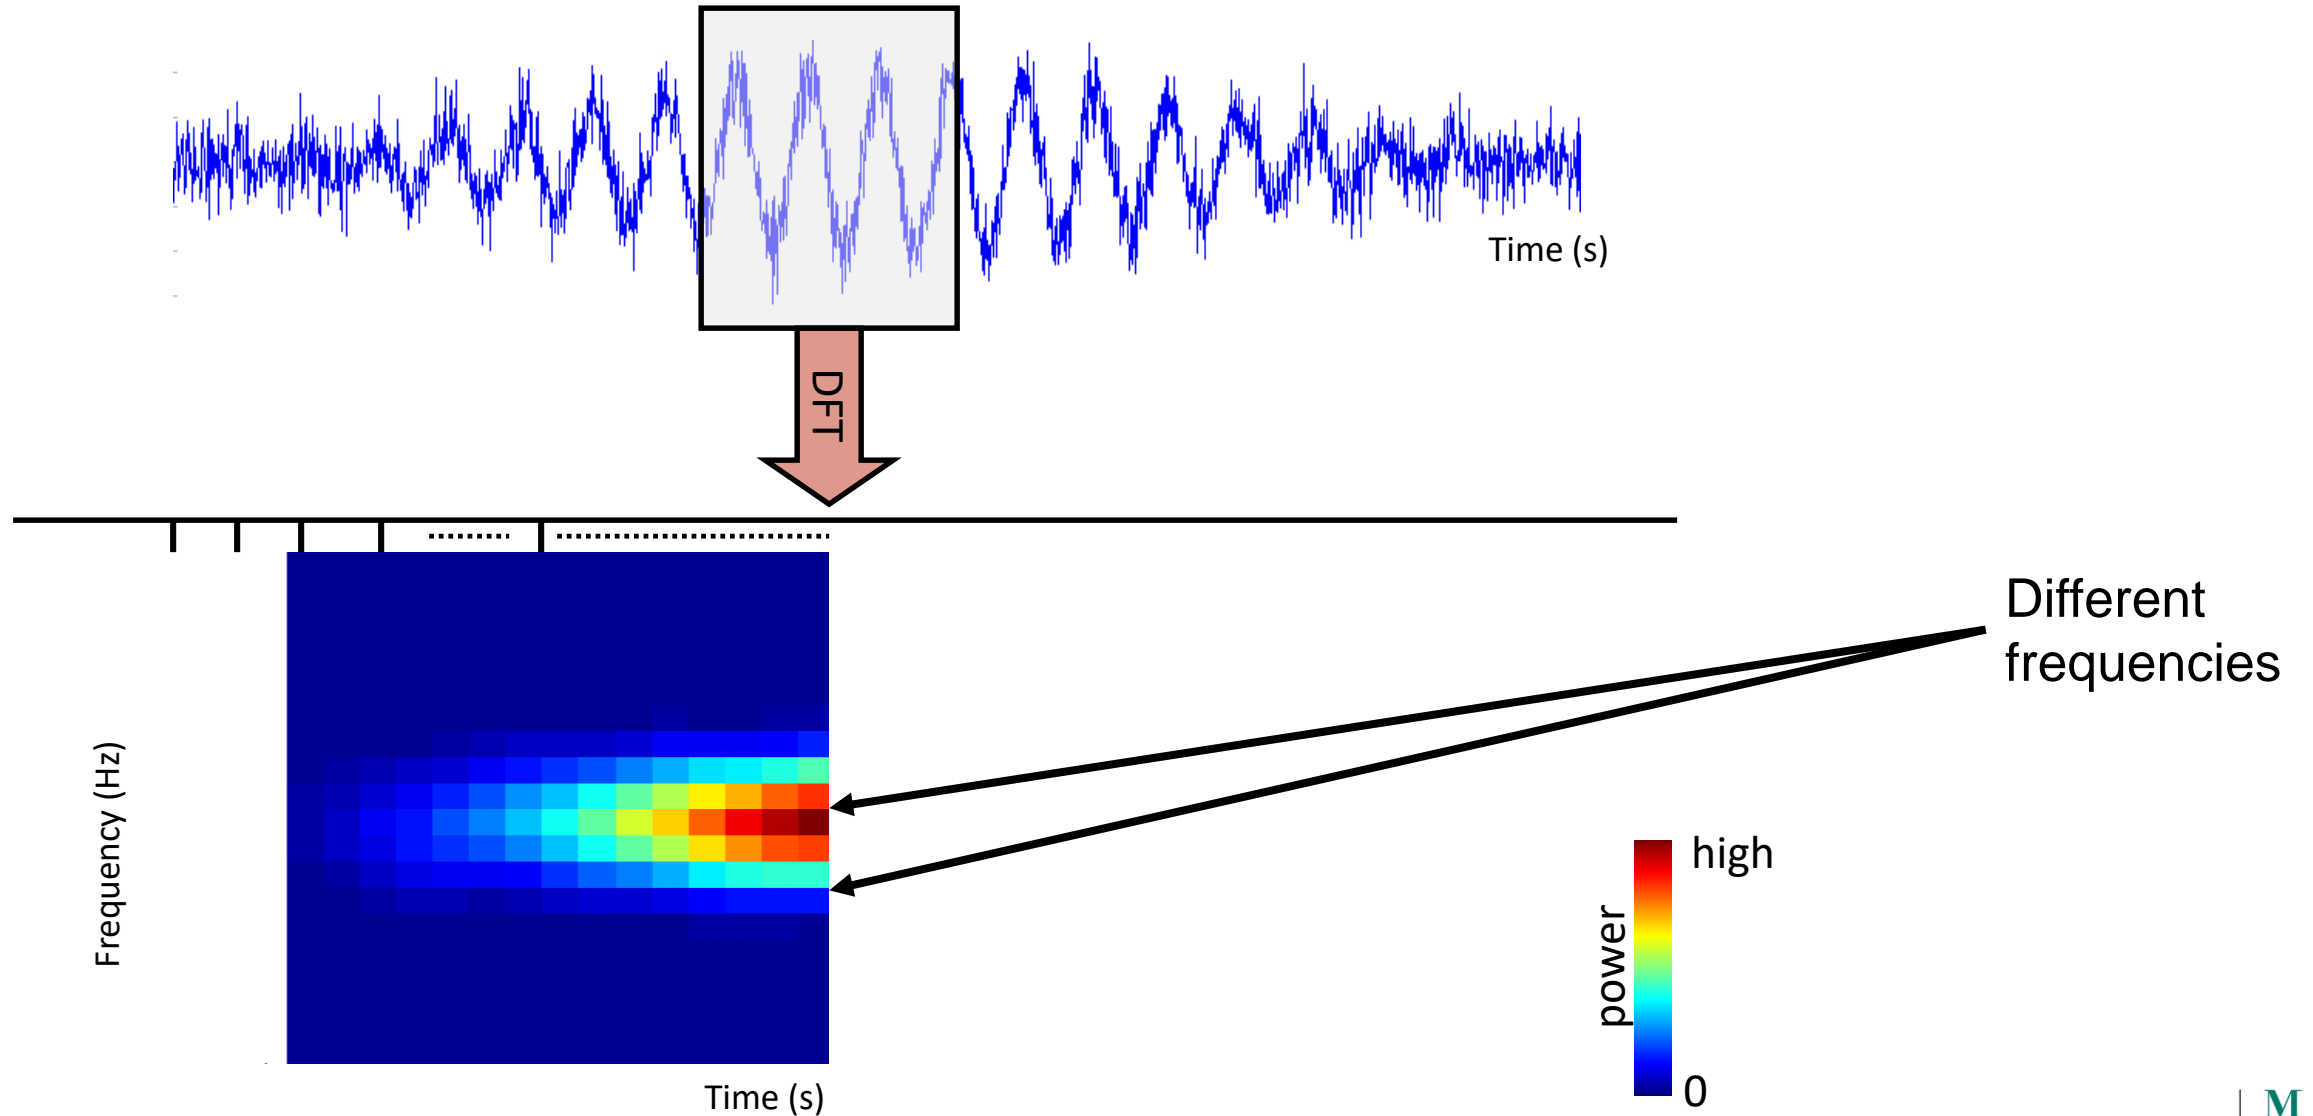 Time (s)
DFT
Different
frequencies
Frequency (Hz)
high
power
0
Time (s)
M